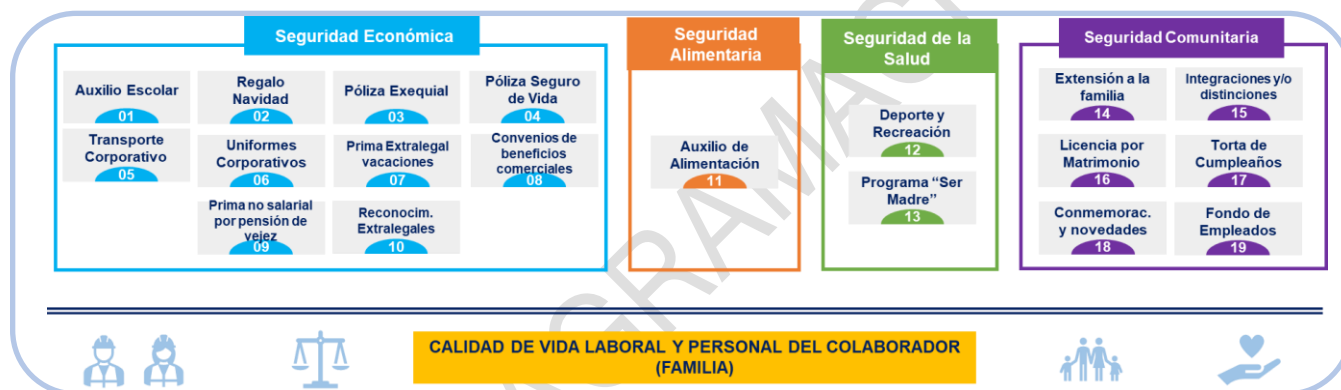 Seguridad Económica
Auxilio Escolar
01
Regalo
Navidad
02
Póliza Exequial
03
Póliza Seguro
de Vida
04
Transporte
Corporativo
05
Uniformes
Corporativos
06
Prima Extralegal
vacaciones
07
Convenios de
beneficios
comerciales
08
Prima no salarial
por pensión de
vejez
09
Reconocim.
Extralegales
10
Seguridad
Alimentaria
Auxilio de
Alimentación
11
Seguridad de la
Salud
Deporte y
Recreación
12
Programa “Ser
Madre”
13
Seguridad Comunitaria
Extensión a la
familia
14
Integraciones y/o
distinciones
15
Licencia por
Matrimonio
16
Torta de
Cumpleaños
17
Conmemorac.
y novedades
18
Fondo de
Empleados
19
CALIDAD DE VIDA LABORAL Y PERSONAL DEL COLABORADOR
(FAMILIA)